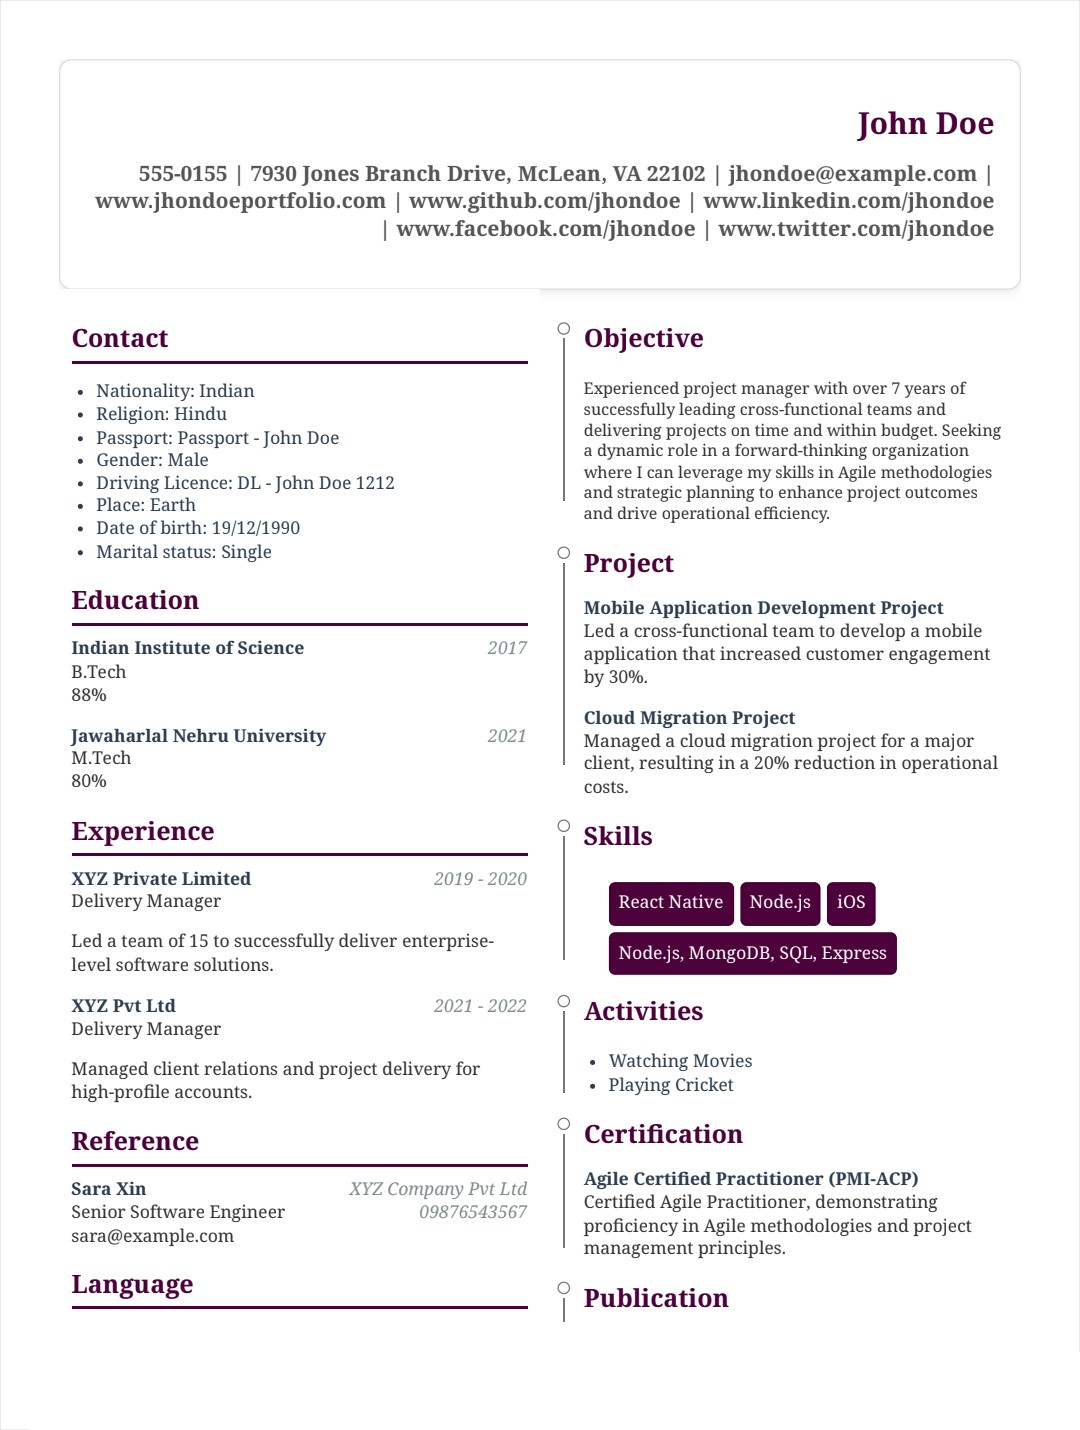 John Doe
555-0155 | 7930 Jones Branch Drive, McLean, VA 22102 | jhondoe@example.com |
www.jhondoeportfolio.com | www.github.com/jhondoe | www.linkedin.com/jhondoe
| www.facebook.com/jhondoe | www.twitter.com/jhondoe
Contact
• Nationality: Indian
• Religion: Hindu
• Passport: Passport - John Doe
• Gender: Male
• Driving Licence: DL - John Doe 1212
• Place: Earth
• Date of birth: 19/12/1990
• Marital status: Single
Education
Indian Institute of Science 2017
B.Tech
88%
Jawaharlal Nehru University 2021
M.Tech
80%
Experience
XYZ Private Limited 2019 - 2020
Delivery Manager
Led a team of 15 to successfully deliver enterprise-
level software solutions.
XYZ Pvt Ltd 2021 - 2022
Delivery Manager
Managed client relations and project delivery for
high-profile accounts.
Reference
Sara Xin XYZ Company Pvt Ltd
Senior Software Engineer 09876543567
sara@example.com
Language
Objective
Experienced project manager with over 7 years of
successfully leading cross-functional teams and
delivering projects on time and within budget. Seeking
a dynamic role in a forward-thinking organization
where I can leverage my skills in Agile methodologies
and strategic planning to enhance project outcomes
and drive operational efficiency.
Project
Mobile Application Development Project
Led a cross-functional team to develop a mobile
application that increased customer engagement
by 30%.
Cloud Migration Project
Managed a cloud migration project for a major
client, resulting in a 20% reduction in operational
costs.
Skills
React Native Node.js iOS
Node.js, MongoDB, SQL, Express
Activities
• Watching Movies
• Playing Cricket
Certification
Agile Certified Practitioner (PMI-ACP)
Certified Agile Practitioner, demonstrating
proficiency in Agile methodologies and project
management principles.
Publication